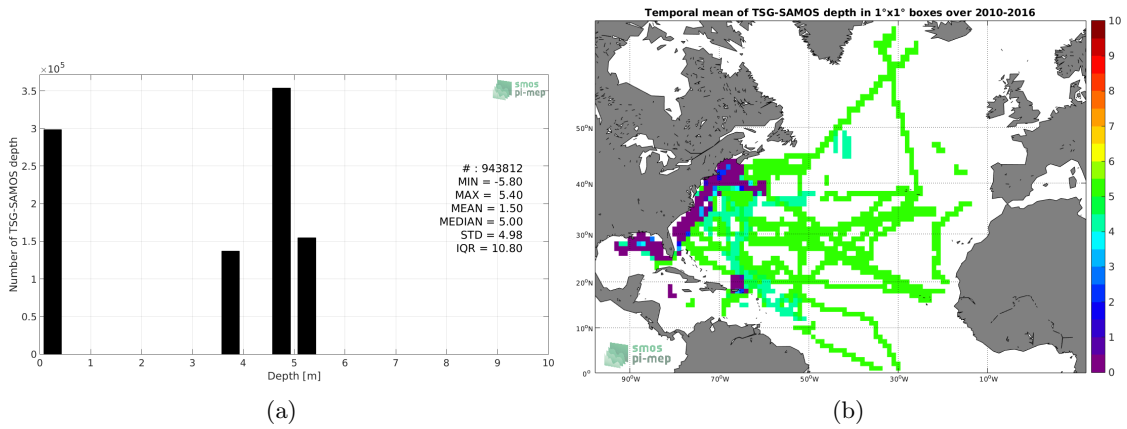 ×10⁵
3.5
3
2.5
2
1.5
1
0.5
0
Number of TSG-SAMOS depth
0 1 2 3 4 5 6 7 8 9 10
Depth [m]
smos
pi-mep
# : 943812
MIN = -5.80
MAX = 5.40
MEAN = 1.50
MEDIAN = 5.00
STD = 4.98
IQR = 10.80
(a)
Temporal mean of TSG-SAMOS depth in 1°x1° boxes over 2010-2016
50°N
40°N
30°N
20°N
10°N
0°
90°W 70°W 50°W 30°W 10°W
smos
pi-mep
10
9
8
7
6
5
4
3
2
1
0
(b)